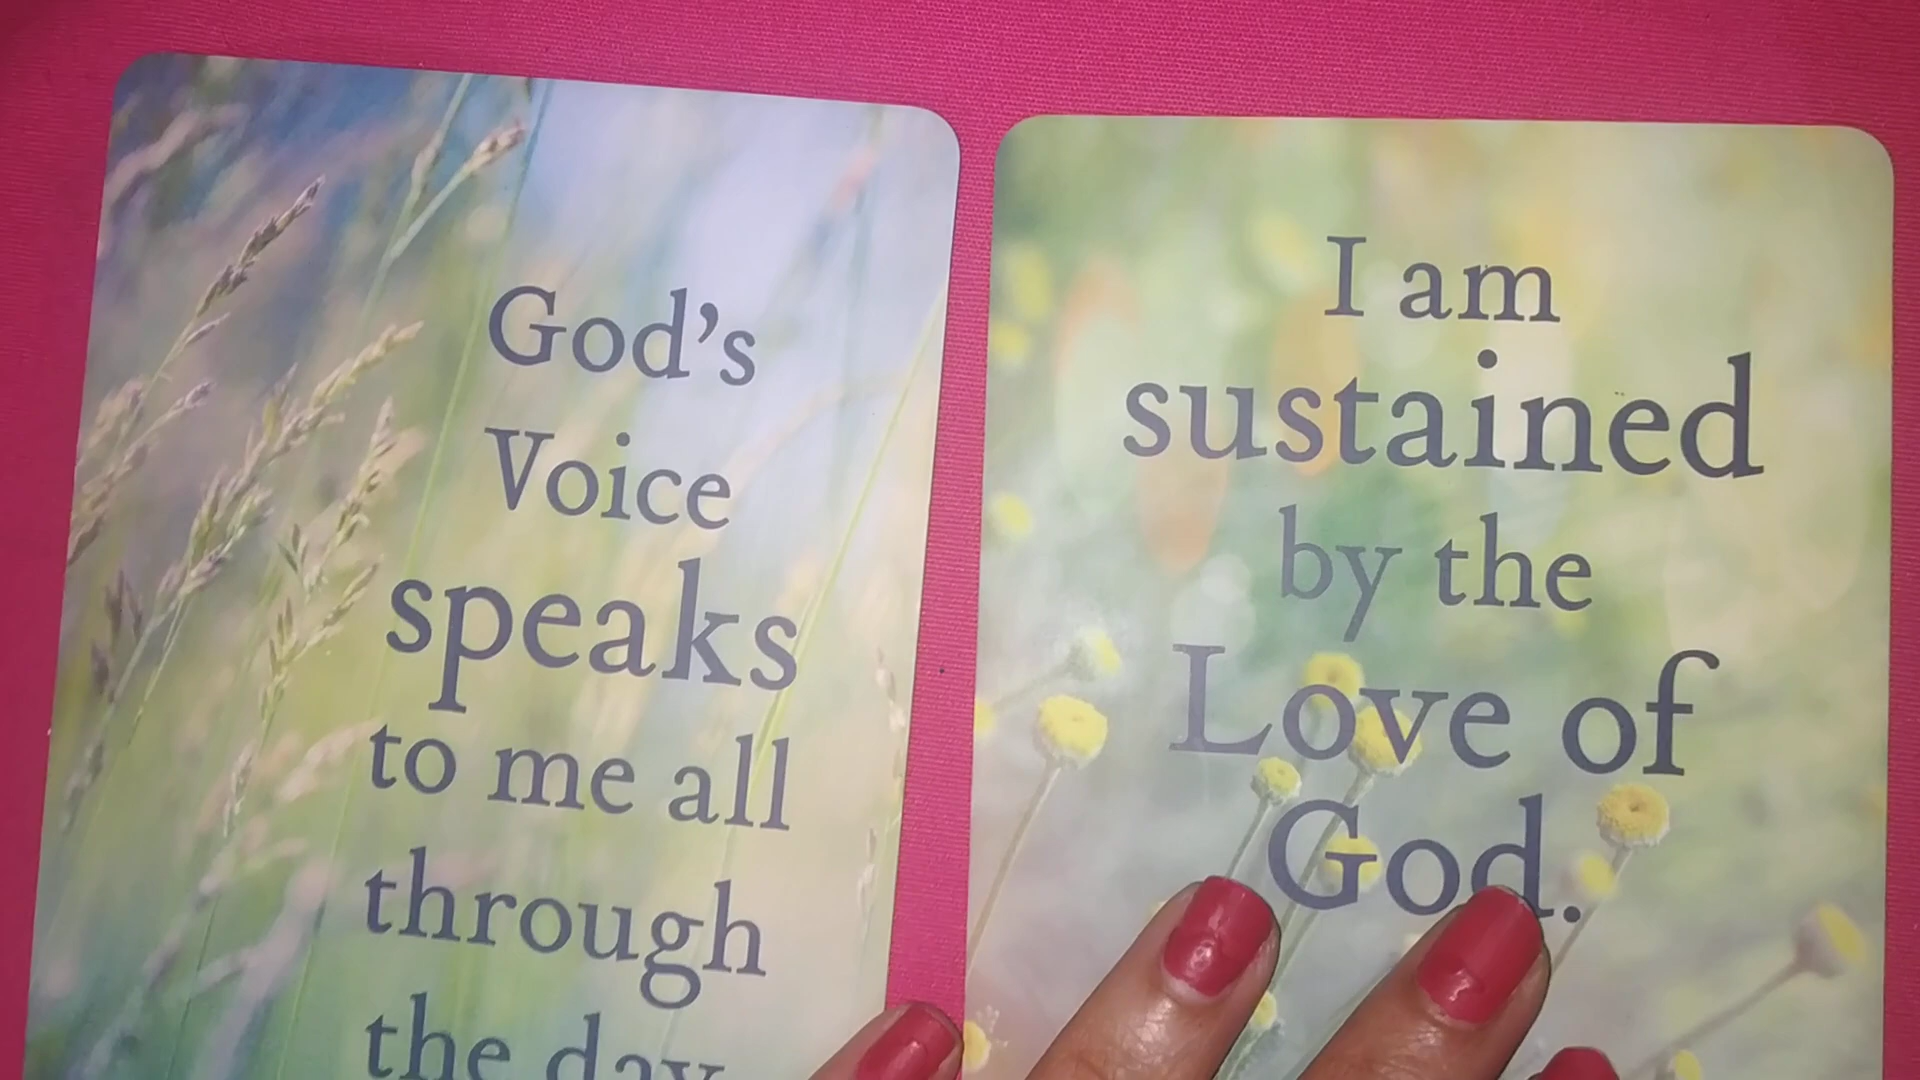 God's
Voice
speaks
to me all
through
the day
I am
sustained
by the
Love of
God.